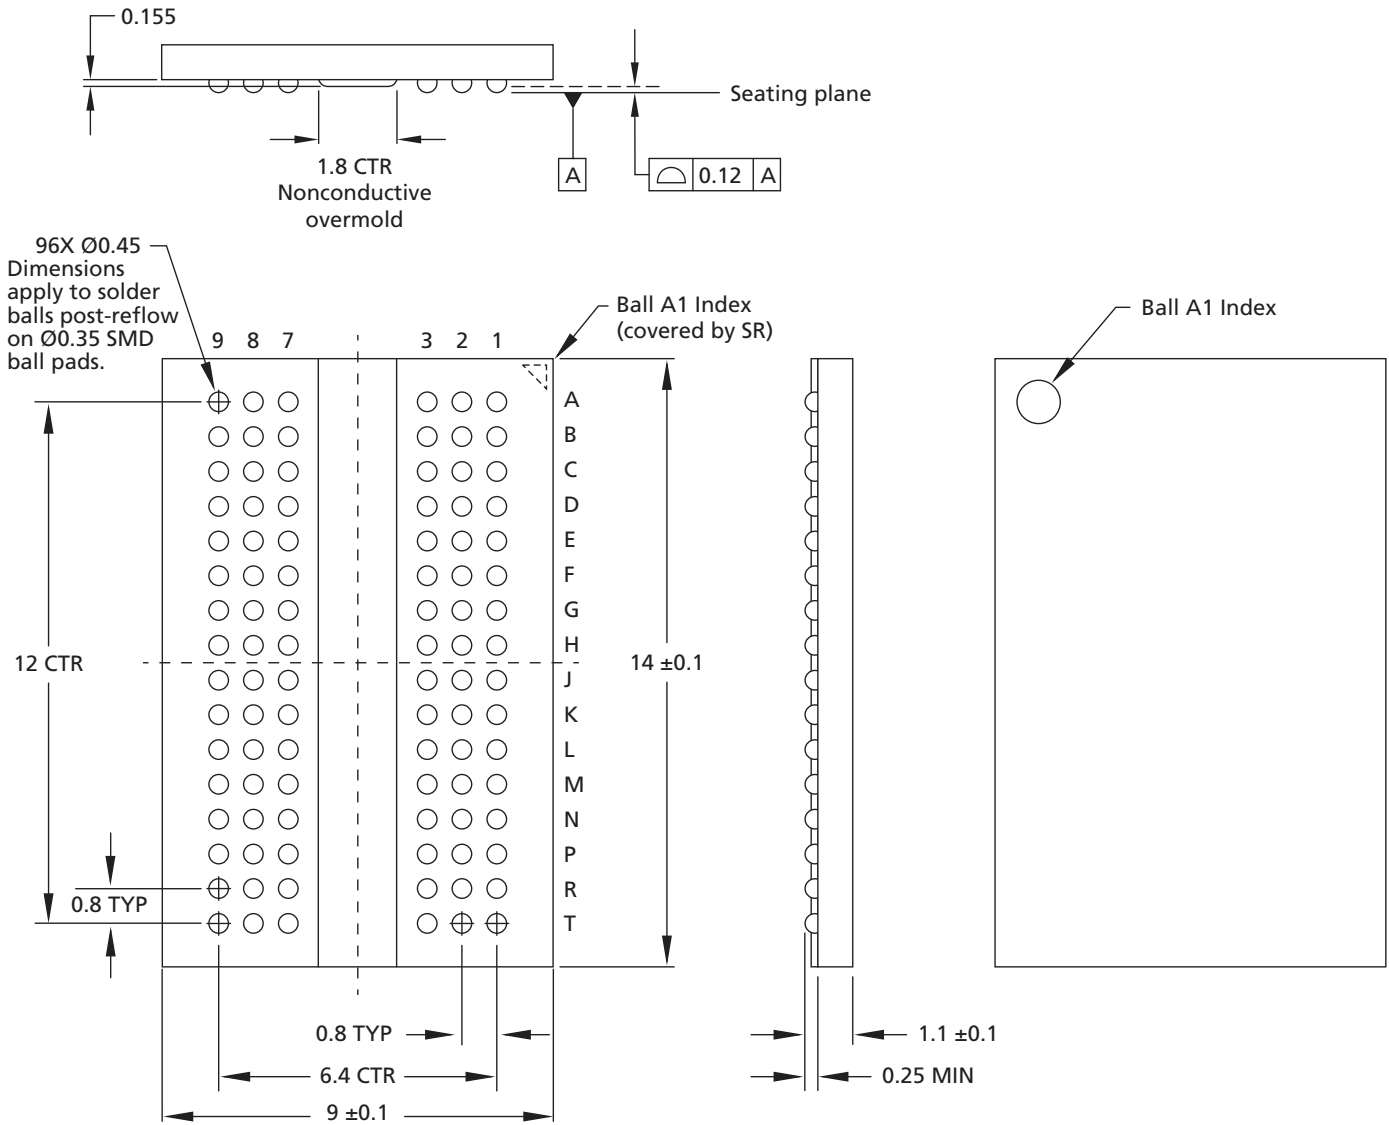 0.155
Seating plane
1.8 CTR
Nonconductive
overmold
A
0.12 A
96X Ø0.45
Dimensions
apply to solder
balls post-reflow
on Ø0.35 SMD
ball pads.
Ball A1 Index
(covered by SR)
Ball A1 Index
9 8 7 3 2 1
A
B
C
D
E
F
G
H
J
K
L
M
N
P
R
T
12 CTR
14 ±0.1
0.8 TYP
0.8 TYP
1.1 ±0.1
6.4 CTR
0.25 MIN
9 ±0.1